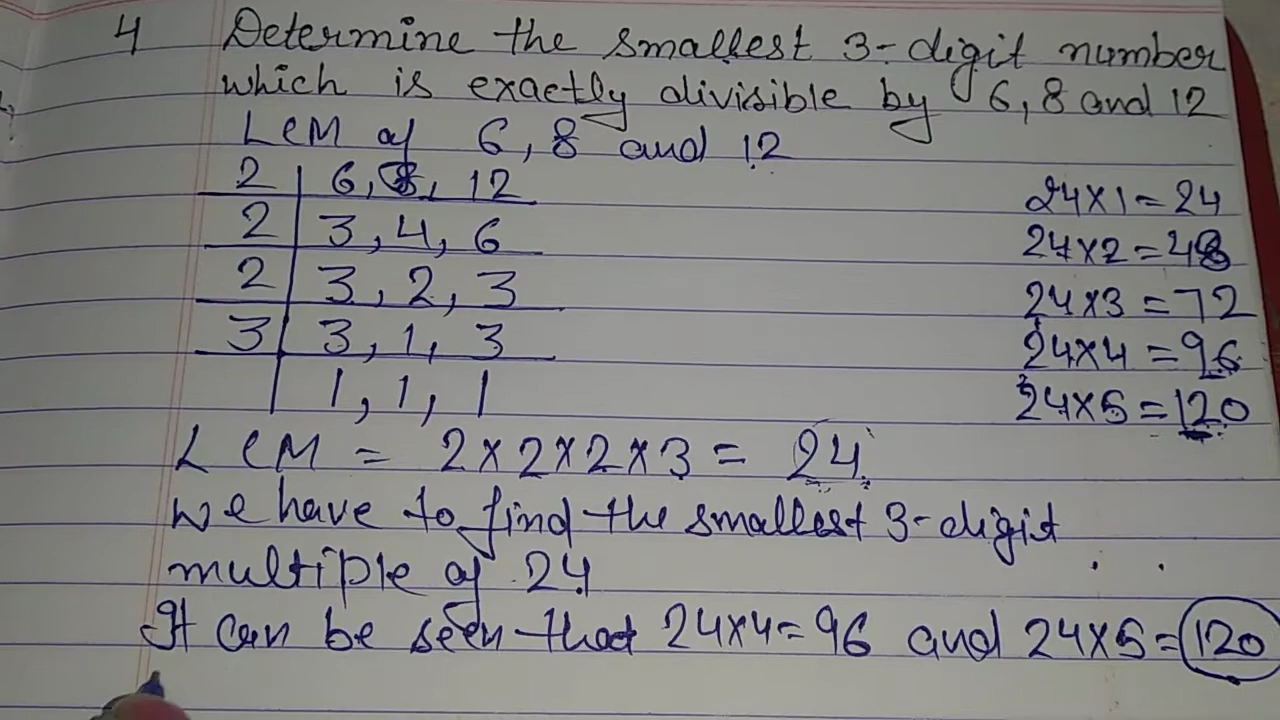 4 Determine the smallest 3-digit number
which is exactly divisible by 6, 8 and 12
LCM of 6, 8 and 12
2 | 6, 8, 12
2 | 3, 4, 6
2 | 3, 2, 3
3 | 3, 1, 3
| 1, 1, 1
24×1=24
24×2=48
24×3=72
24×4=96
24×5=120
LCM = 2×2×2×3 = 24
we have to find the smallest 3-digit
multiple of 24
It can be seen that 24×4=96 and 24×5=120